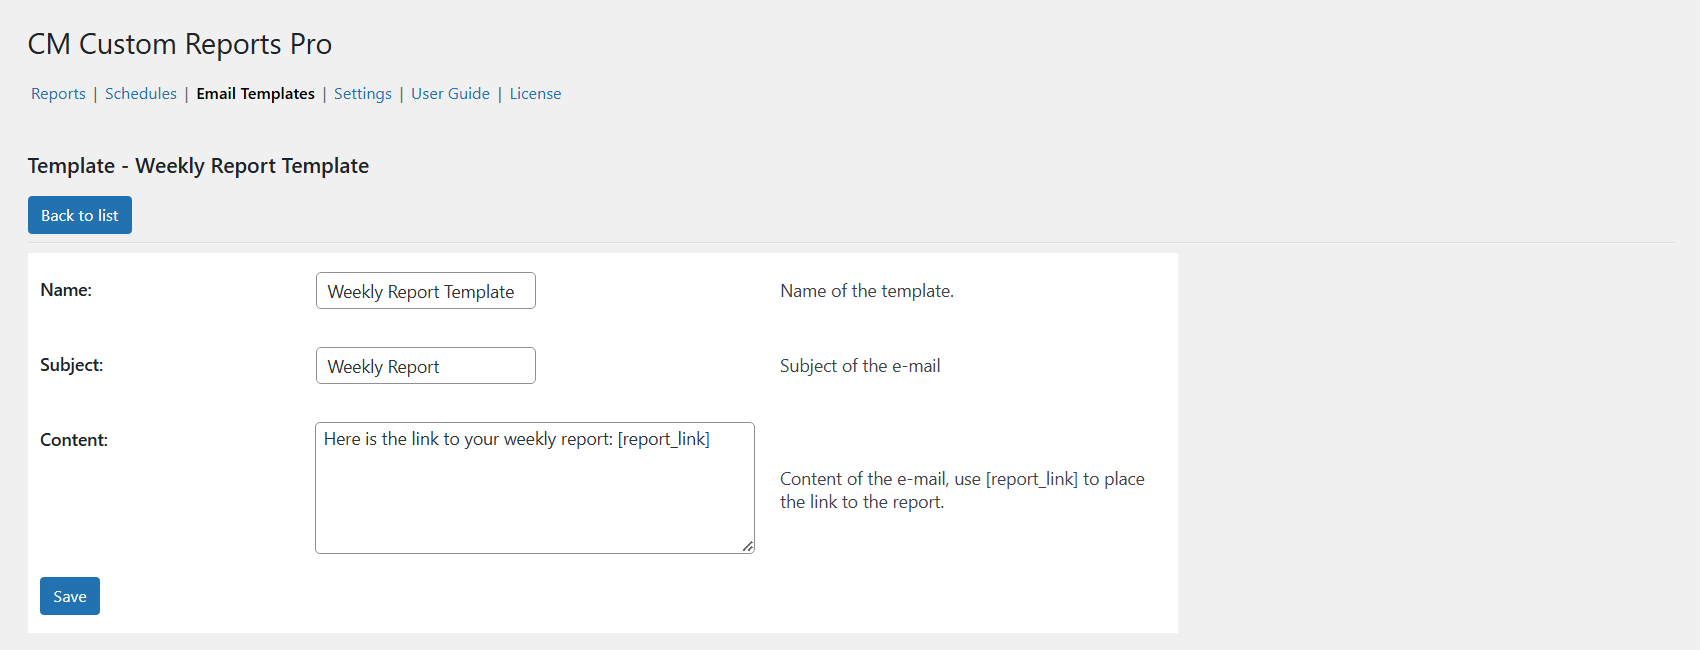 CM Custom Reports Pro
Reports | Schedules | Email Templates | Settings | User Guide | License
Template - Weekly Report Template
Back to list
Name: Weekly Report Template Name of the template.
Subject: Weekly Report Subject of the e-mail
Content: Here is the link to your weekly report: [report_link]
Content of the e-mail, use [report_link] to place
the link to the report.
Save